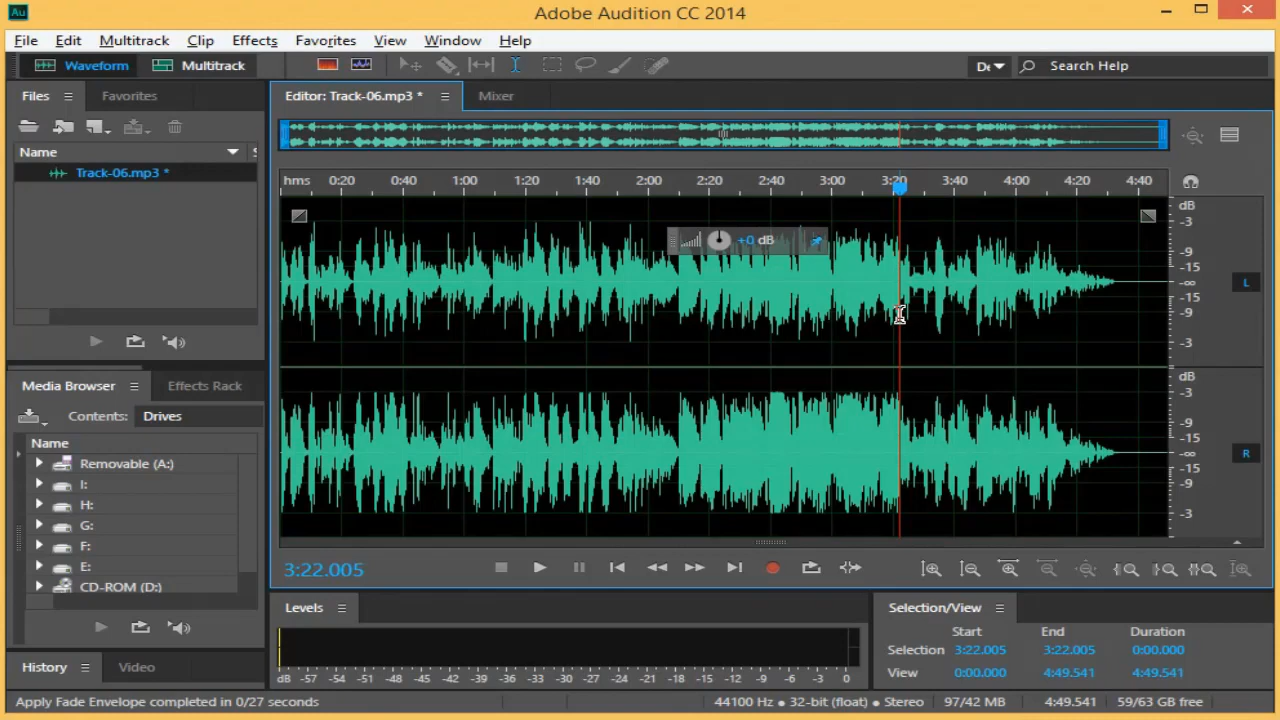 Au
Adobe Audition CC 2014
File Edit Multitrack Clip Effects Favorites View Window Help
Waveform Multitrack De Search Help
Files Favorites
Name
Track-06.mp3 *
Editor: Track-06.mp3 * Mixer
hms 0:20 0:40 1:00 1:20 1:40 2:00 2:20 2:40 3:00 3:20 3:40 4:00 4:20 4:40
dB
-3
-9
-15
-∞
-15
-9
-3
L
+0 dB
dB
-3
-9
-15
-∞
-15
-9
-3
R
Media Browser Effects Rack
Contents: Drives
Name
Removable (A:)
I:
H:
G:
F:
E:
CD-ROM (D:)
3:22.005
Levels
dB -57 -54 -51 -48 -45 -42 -39 -36 -33 -30 -27 -24 -21 -18 -15 -12 -9 -6 -3 0
Selection/View
Start End Duration
Selection 3:22.005 3:22.005 0:00.000
View 0:00.000 4:49.541 4:49.541
History Video
Apply Fade Envelope completed in 0/27 seconds
44100 Hz ● 32-bit (float) ● Stereo 97/42 MB 4:49.541 59/63 GB free